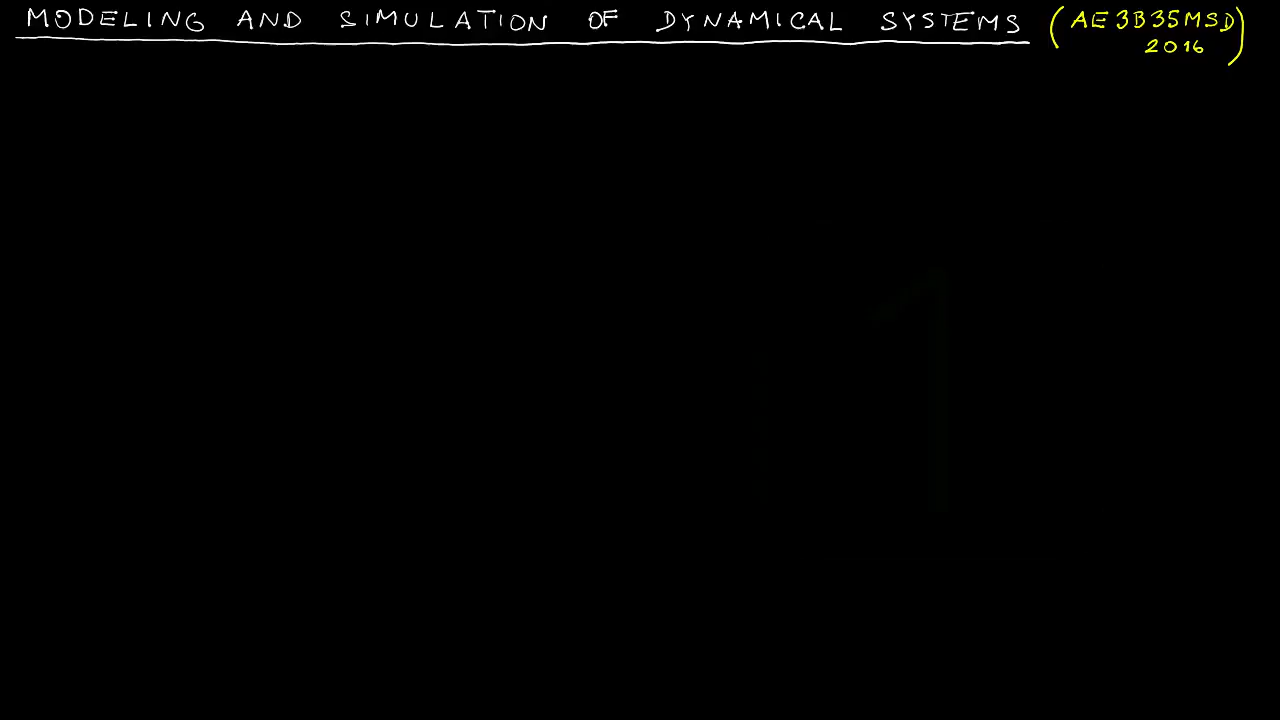 MODELING AND SIMULATION OF DYNAMICAL SYSTEMS (AE3B35MSD
2016)